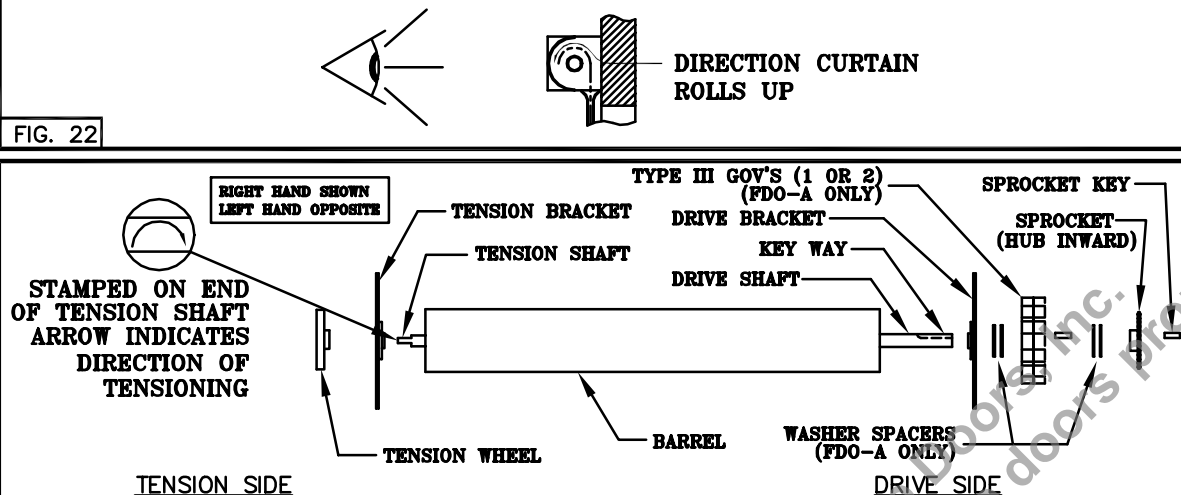 DIRECTION CURTAIN
ROLLS UP
FIG. 22
RIGHT HAND SHOWN
LEFT HAND OPPOSITE
TENSION BRACKET
TENSION SHAFT
STAMPED ON END
OF TENSION SHAFT
ARROW INDICATES
DIRECTION OF
TENSIONING
TENSION WHEEL
TENSION SIDE
BARREL
TYPE III GOV'S (1 OR 2)
(FDO-A ONLY)
DRIVE BRACKET
KEY WAY
DRIVE SHAFT
SPROCKET KEY
SPROCKET
(HUB INWARD)
WASHER SPACERS
(FDO-A ONLY)
DRIVE SIDE
Doors, Inc.
doors